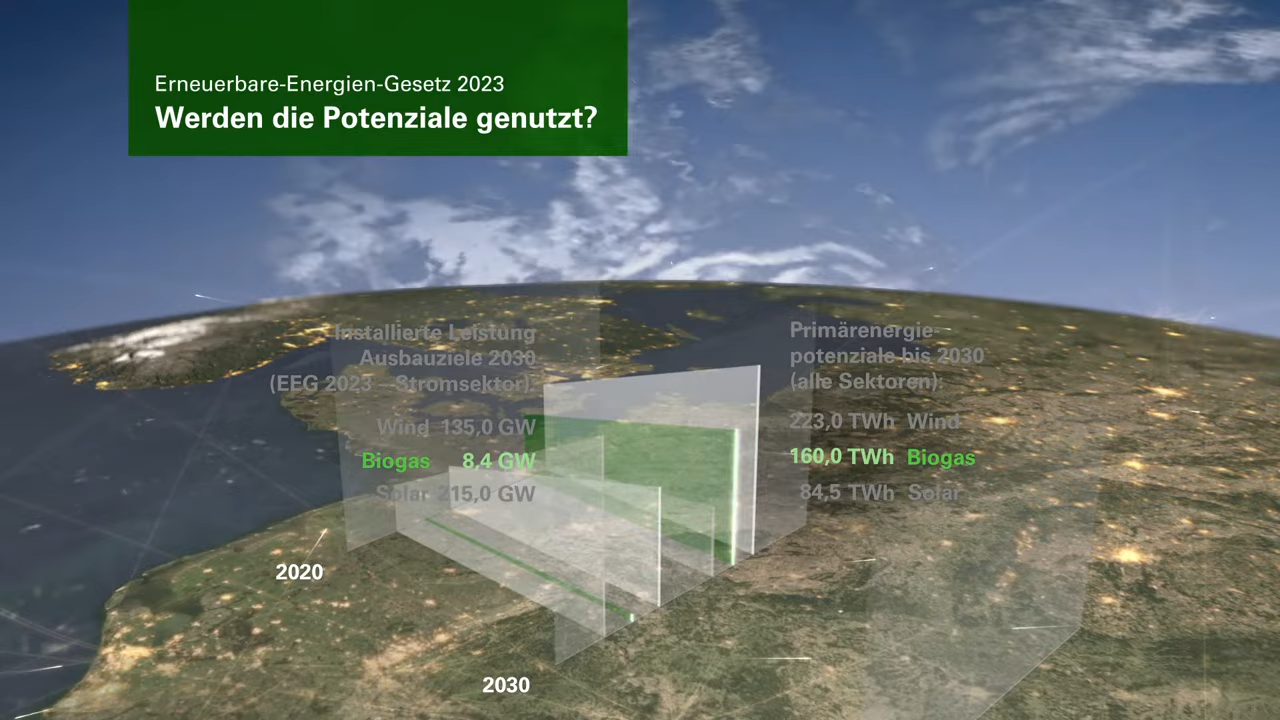 Erneuerbare-Energien-Gesetz 2023
Werden die Potenziale genutzt?
Installierte Leistung
Ausbauziele 2030
(EEG 2023 – Stromsektor):
Wind 135,0 GW
Biogas 8,4 GW
Solar 215,0 GW
Primärenergie-
potenziale bis 2030
(alle Sektoren):
223,0 TWh Wind
160,0 TWh Biogas
84,5 TWh Solar
2020
2030